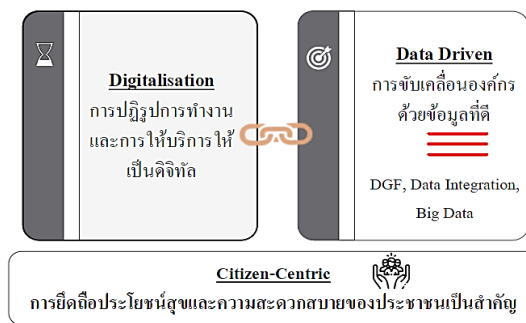 Digitalisation
การปฏิรูปการทำงาน
และการให้บริการให้
เป็นดิจิทัล
Data Driven
การขับเคลื่อนองค์กร
ด้วยข้อมูลที่ดี
DGF, Data Integration,
Big Data
Citizen-Centric
การยึดถือประโยชน์สุขและความสะดวกสบายของประชาชนเป็นสำคัญ